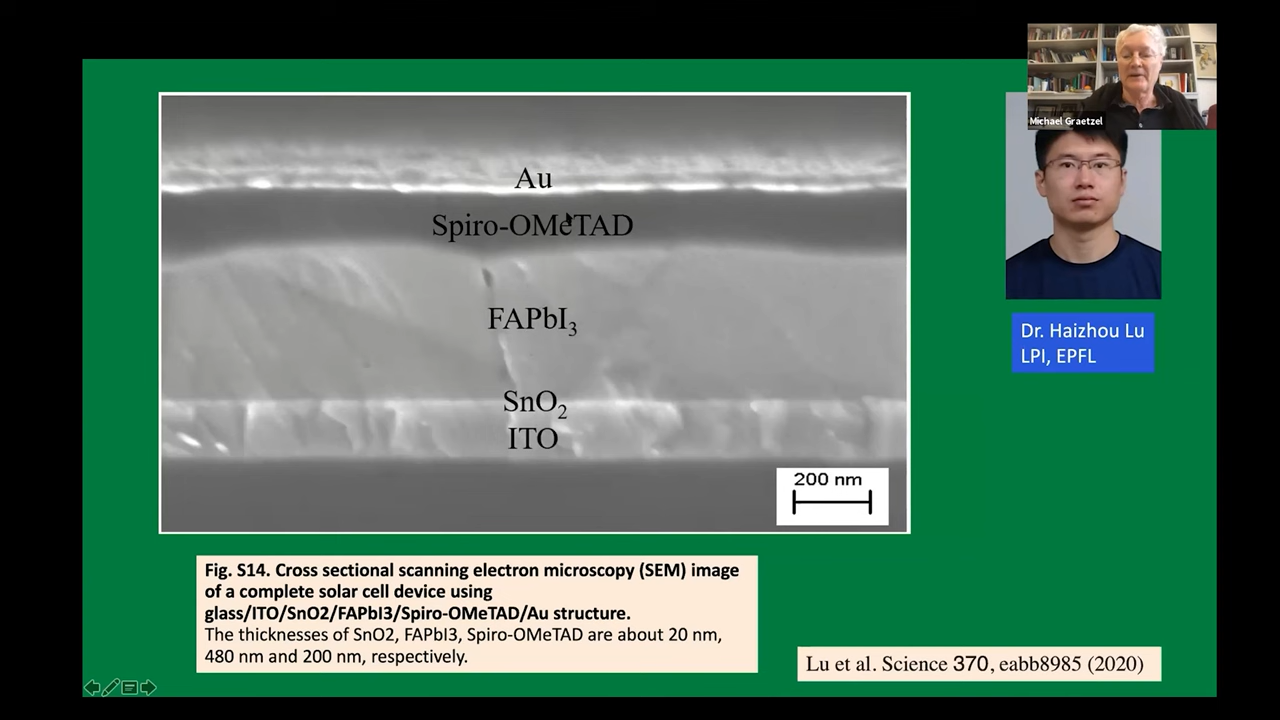 Michael Graetzel
Au
Spiro-OMeTAD
FAPbI₃
SnO₂
ITO
200 nm
Dr. Haizhou Lu
LPI, EPFL
Fig. S14. Cross sectional scanning electron microscopy (SEM) image
of a complete solar cell device using
glass/ITO/SnO2/FAPbI3/Spiro-OMeTAD/Au structure.
The thicknesses of SnO2, FAPbI3, Spiro-OMeTAD are about 20 nm,
480 nm and 200 nm, respectively.
Lu et al. Science 370, eabb8985 (2020)